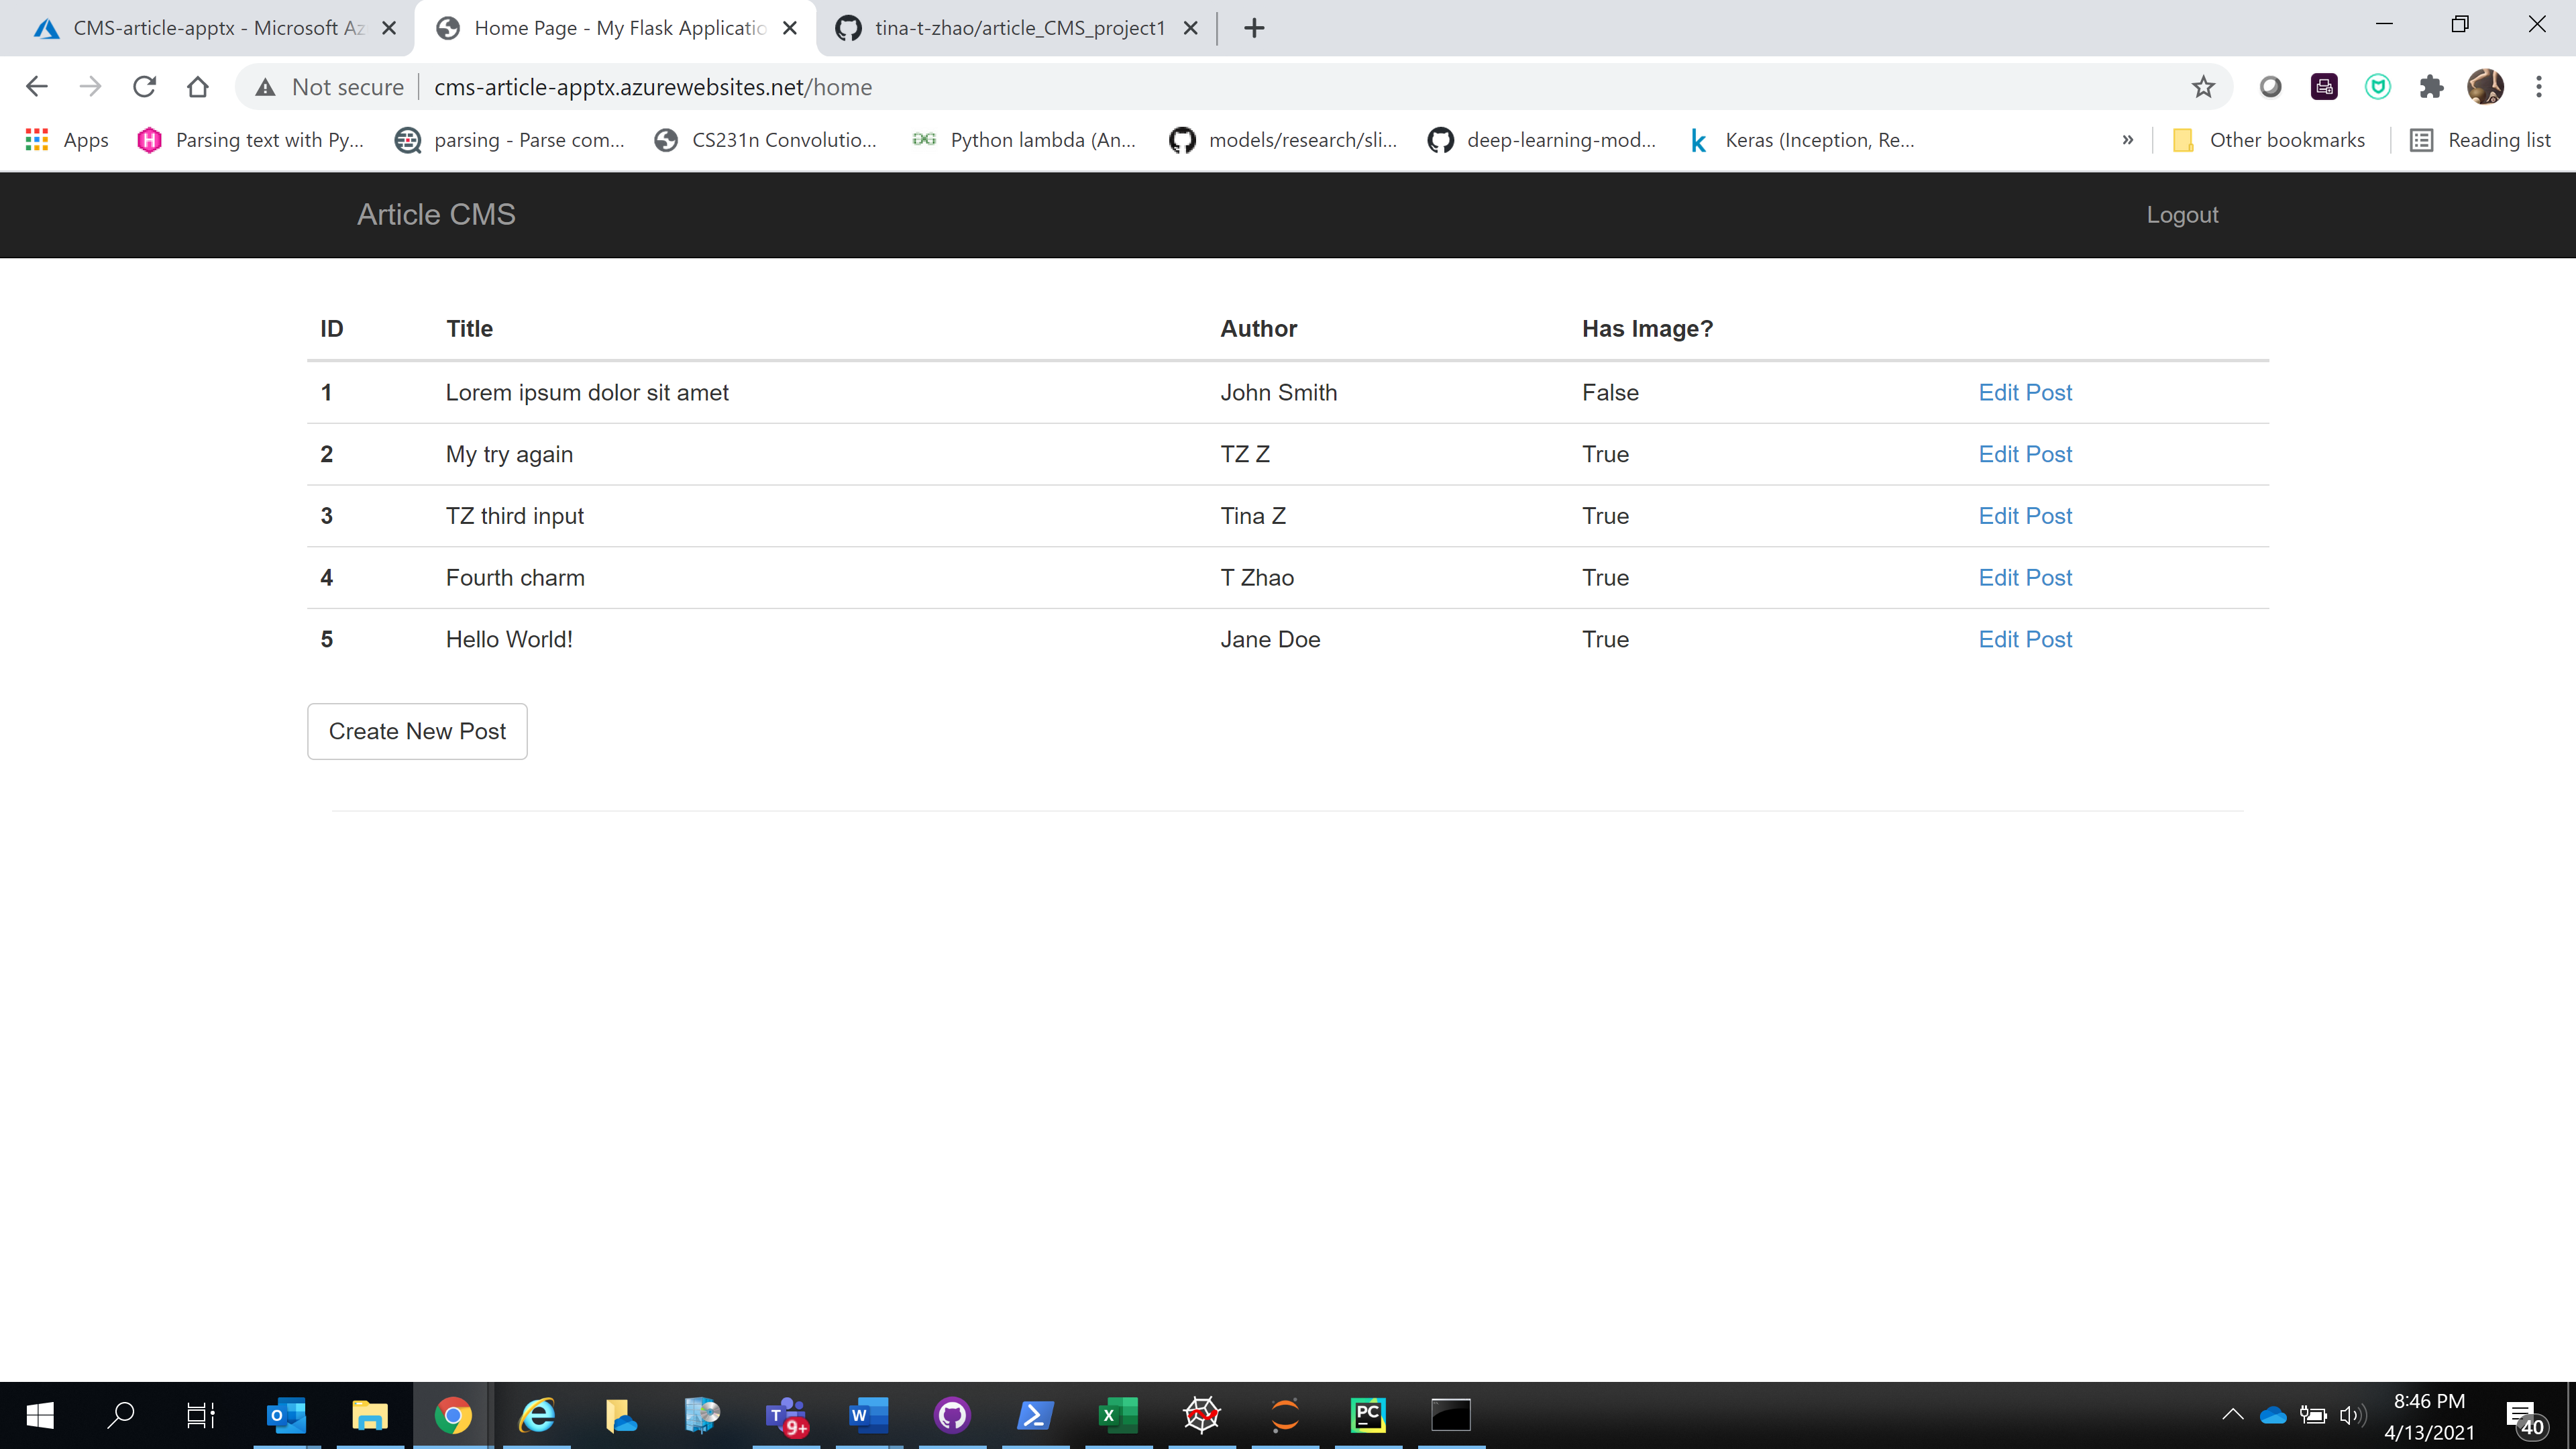 CMS-article-apptx - Microsoft Az Home Page - My Flask Applicatio tina-t-zhao/article_CMS_project1
Not secure cms-article-apptx.azurewebsites.net/home
Apps Parsing text with Py... parsing - Parse com... CS231n Convolutio... Python lambda (An... models/research/sli... deep-learning-mod... Keras (Inception, Re... » Other bookmarks Reading list
Article CMS Logout
ID Title Author Has Image?
1 Lorem ipsum dolor sit amet John Smith False Edit Post
2 My try again TZ Z True Edit Post
3 TZ third input Tina Z True Edit Post
4 Fourth charm T Zhao True Edit Post
5 Hello World! Jane Doe True Edit Post
Create New Post
8:46 PM
4/13/2021
9+
40